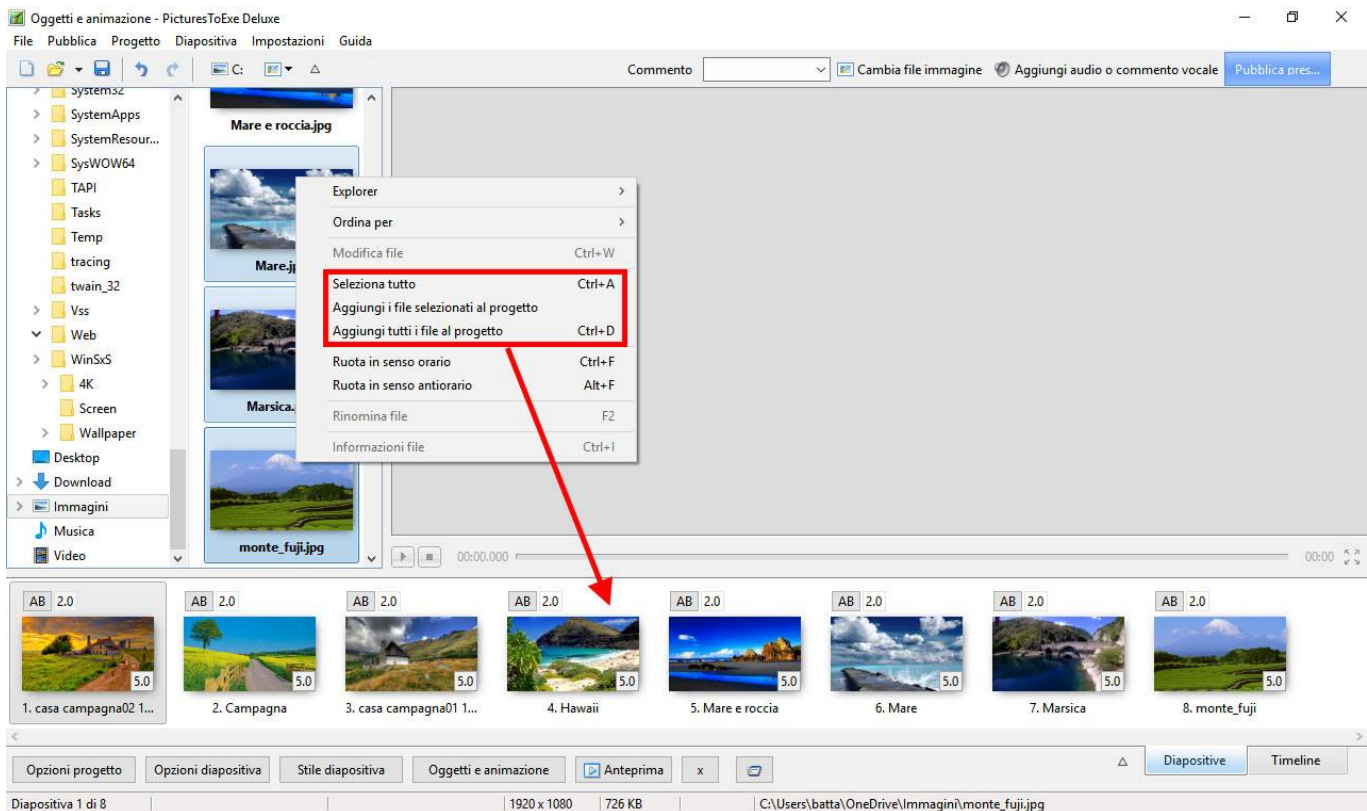 Oggetti e animazione - PicturesToExe Deluxe
File Pubblica Progetto Diapositiva Impostazioni Guida
C: Commento Cambia file immagine Aggiungi audio o commento vocale Pubblica pres...
System32
SystemApps
SystemResour...
SysWOW64
TAPI
Tasks
Temp
tracing
twain_32
Vss
Web
WinSxS
4K
Screen
Wallpaper
Desktop
Download
Immagini
Musica
Video
Mare e roccia.jpg
Mare.j
Marsica.
monte_fuji.jpg
Explorer
Ordina per
Modifica file Ctrl+W
Seleziona tutto Ctrl+A
Aggiungi i file selezionati al progetto
Aggiungi tutti i file al progetto Ctrl+D
Ruota in senso orario Ctrl+F
Ruota in senso antiorario Alt+F
Rinomina file F2
Informazioni file Ctrl+I
00:00.000 00:00
AB 2.0 AB 2.0 AB 2.0 AB 2.0 AB 2.0 AB 2.0 AB 2.0 AB 2.0
5.0 5.0 5.0 5.0 5.0 5.0 5.0 5.0
1. casa campagna02 1... 2. Campagna 3. casa campagna01 1... 4. Hawaii 5. Mare e roccia 6. Mare 7. Marsica 8. monte_fuji
Opzioni progetto Opzioni diapositiva Stile diapositiva Oggetti e animazione Anteprima x Diapositive Timeline
Diapositiva 1 di 8 1920 x 1080 726 KB C:\Users\batta\OneDrive\Immagini\monte_fuji.jpg